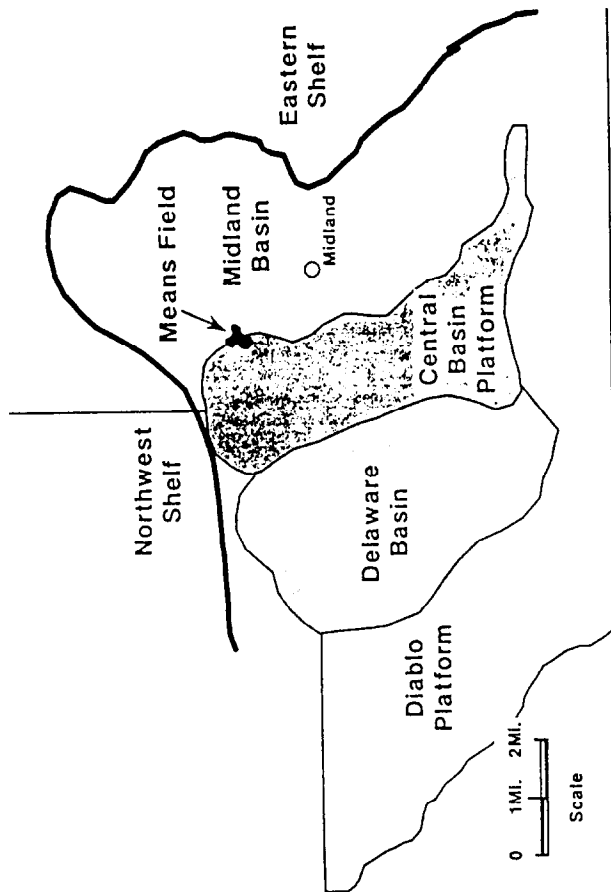 Northwest
Shelf
Means Field
Midland
Basin
Midland
Eastern
Shelf
Central
Basin
Platform
Delaware
Basin
Diablo
Platform
0 1MI. 2MI.
Scale